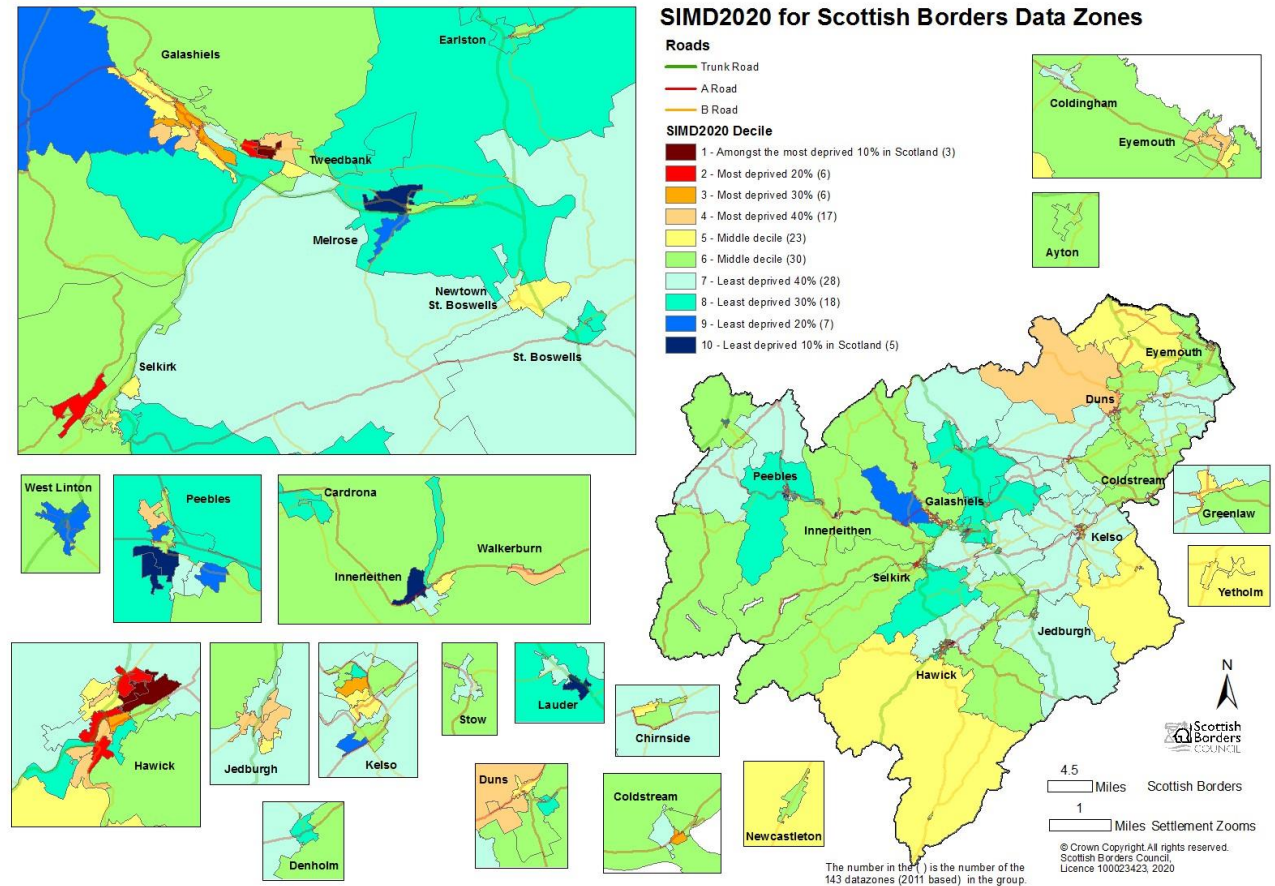 SIMD2020 for Scottish Borders Data Zones
Roads
Trunk Road
A Road
B Road
SIMD2020 Decile
1 - Amongst the most deprived 10% in Scotland (3)
2 - Most deprived 20% (6)
3 - Most deprived 30% (6)
4 - Most deprived 40% (17)
5 - Middle decile (23)
6 - Middle decile (30)
7 - Least deprived 40% (28)
8 - Least deprived 30% (18)
9 - Least deprived 20% (7)
10 - Least deprived 10% in Scotland (5)
Earlston
Galashiels
Tweedbank
Melrose
Newtown
St. Boswells
St. Boswells
Selkirk
Coldingham
Eyemouth
Ayton
Eyemouth
Duns
Coldstream
Peebles
Galashiels
Innerleithen
Kelso
Selkirk
Jedburgh
Hawick
Greenlaw
Yetholm
West Linton
Peebles
Cardrona
Walkerburn
Innerleithen
Hawick
Jedburgh
Kelso
Stow
Lauder
Chirnside
Denholm
Duns
Coldstream
Newcastleton
N
Scottish
Borders
COUNCIL
4.5
Miles Scottish Borders
1
Miles Settlement Zooms
© Crown Copyright.All rights reserved.
Scottish Borders Council,
Licence 100023423, 2020
The number in the ( ) is the number of the
143 datazones (2011 based) in the group.